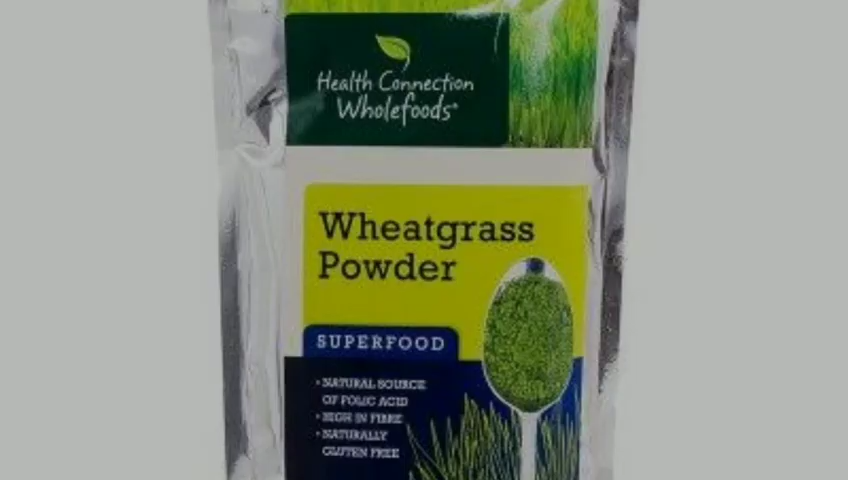 Health Connection
Wholefoods®
Wheatgrass
Powder
SUPERFOOD
• NATURAL SOURCE
OF FOLIC ACID
• HIGH IN FIBRE
• NATURALLY
GLUTEN FREE